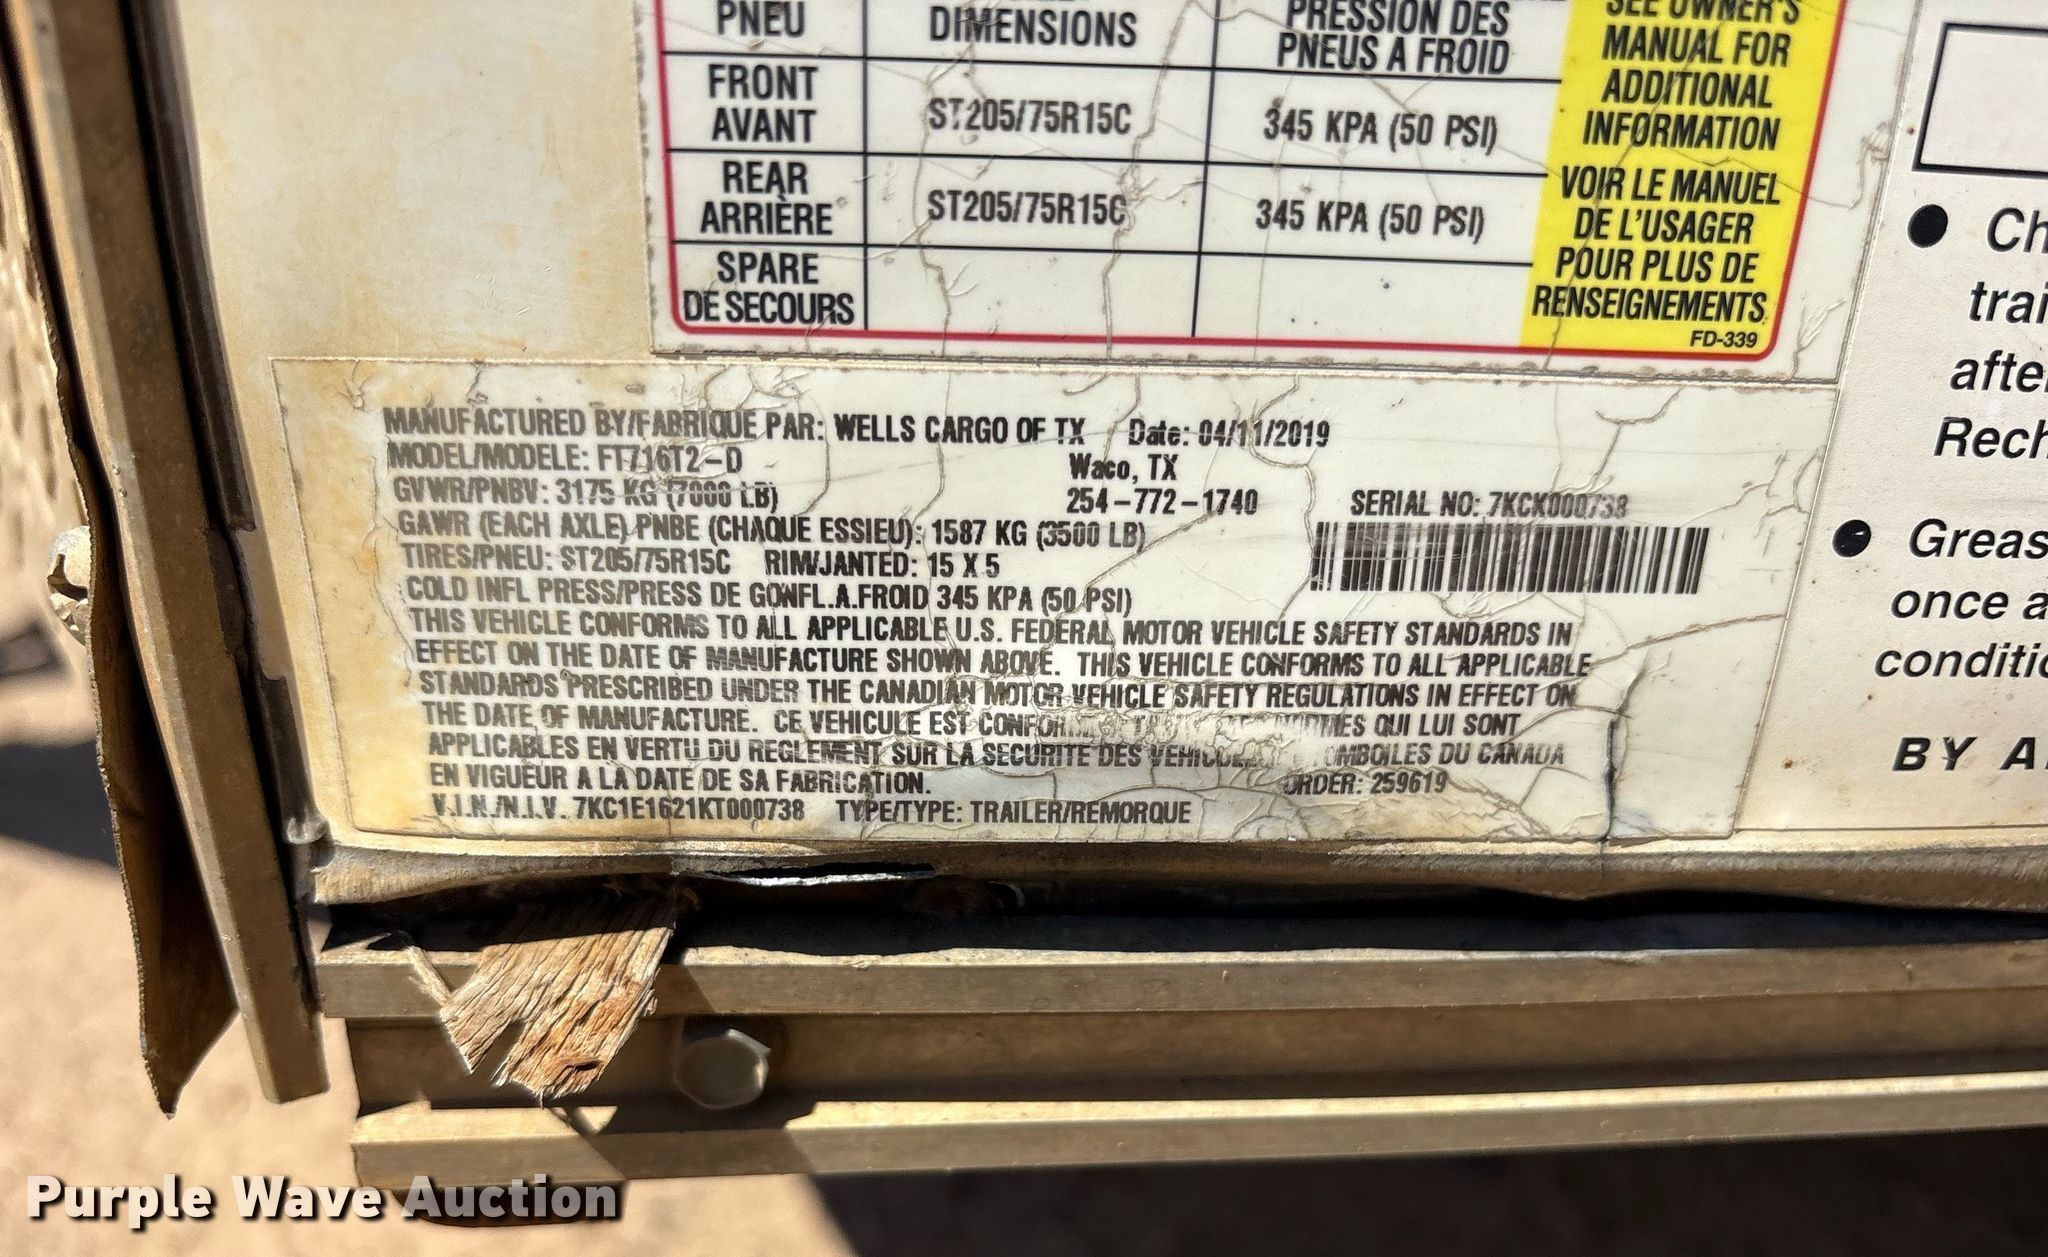 PNEU
DIMENSIONS
PRESSION DES
PNEUS A FROID
SEE OWNER'S
MANUAL FOR
ADDITIONAL
INFORMATION
FRONT
AVANT
ST205/75R15C
345 KPA (50 PSI)
REAR
ARRIÈRE
ST205/75R15C
345 KPA (50 PSI)
VOIR LE MANUEL
DE L'USAGER
POUR PLUS DE
RENSEIGNEMENTS
SPARE
DE SECOURS
FD-339
MANUFACTURED BY/FABRIQUE PAR: WELLS CARGO OF TX Date: 04/11/2019
MODEL/MODELE: FT716T2-D Waco, TX
GVWR/PNBV: 3175 KG (7000 LB) 254-772-1740 SERIAL NO: 7KCK000738
GAWR (EACH AXLE) PNBE (CHAQUE ESSIEU): 1587 KG (3500 LB)
TIRES/PNEU: ST205/75R15C RIM/JANTED: 15 X 5
COLD INFL PRESS/PRESS DE GONFL.A.FROID 345 KPA (50 PSI)
THIS VEHICLE CONFORMS TO ALL APPLICABLE U.S. FEDERAL MOTOR VEHICLE SAFETY STANDARDS IN
EFFECT ON THE DATE OF MANUFACTURE SHOWN ABOVE. THIS VEHICLE CONFORMS TO ALL APPLICABLE
STANDARDS PRESCRIBED UNDER THE CANADIAN MOTOR VEHICLE SAFETY REGULATIONS IN EFFECT ON
THE DATE OF MANUFACTURE. CE VEHICULE EST QUI LUI SONT
APPLICABLES EN VERTU DU REGLEMENT SUR LA SECURITE DES DU CANADA
EN VIGUEUR A LA DATE DE SA FABRICATION. ORDER: 259619
V.I.N./N.I.V. 7KC1E1621KT000738 TYPE/TYPE: TRAILER/REMORQUE
● Ch
trai
afte
Rech
● Greas
once a
conditio
BY A
Purple Wave Auction